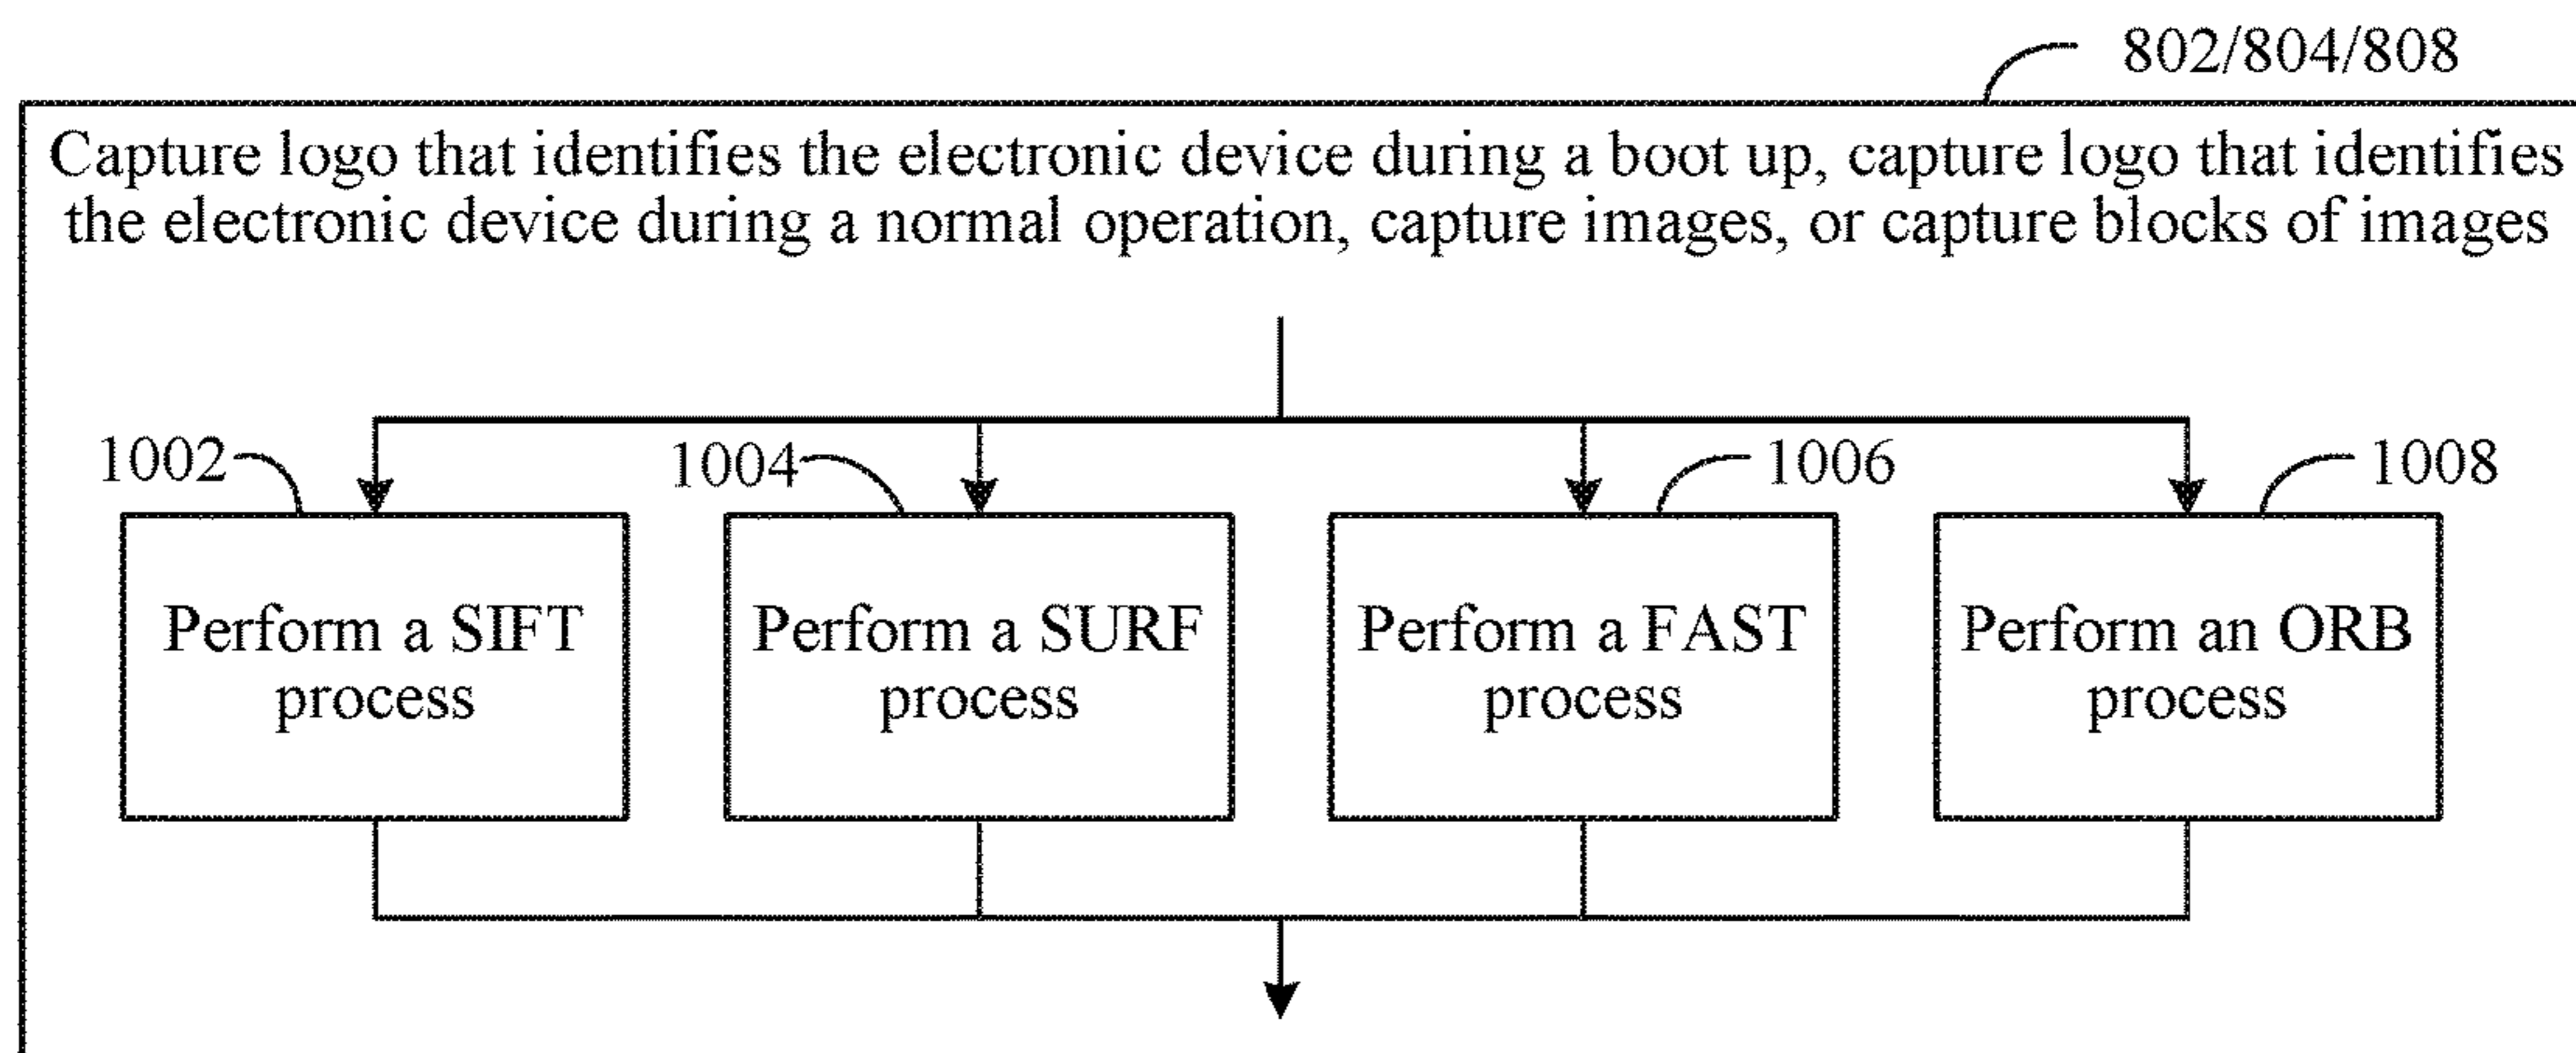 802/804/808
Capture logo that identifies the electronic device during a boot up, capture logo that identifies
the electronic device during a normal operation, capture images, or capture blocks of images
1002
1004
1006
1008
Perform a SIFT
process
Perform a SURF
process
Perform a FAST
process
Perform an ORB
process